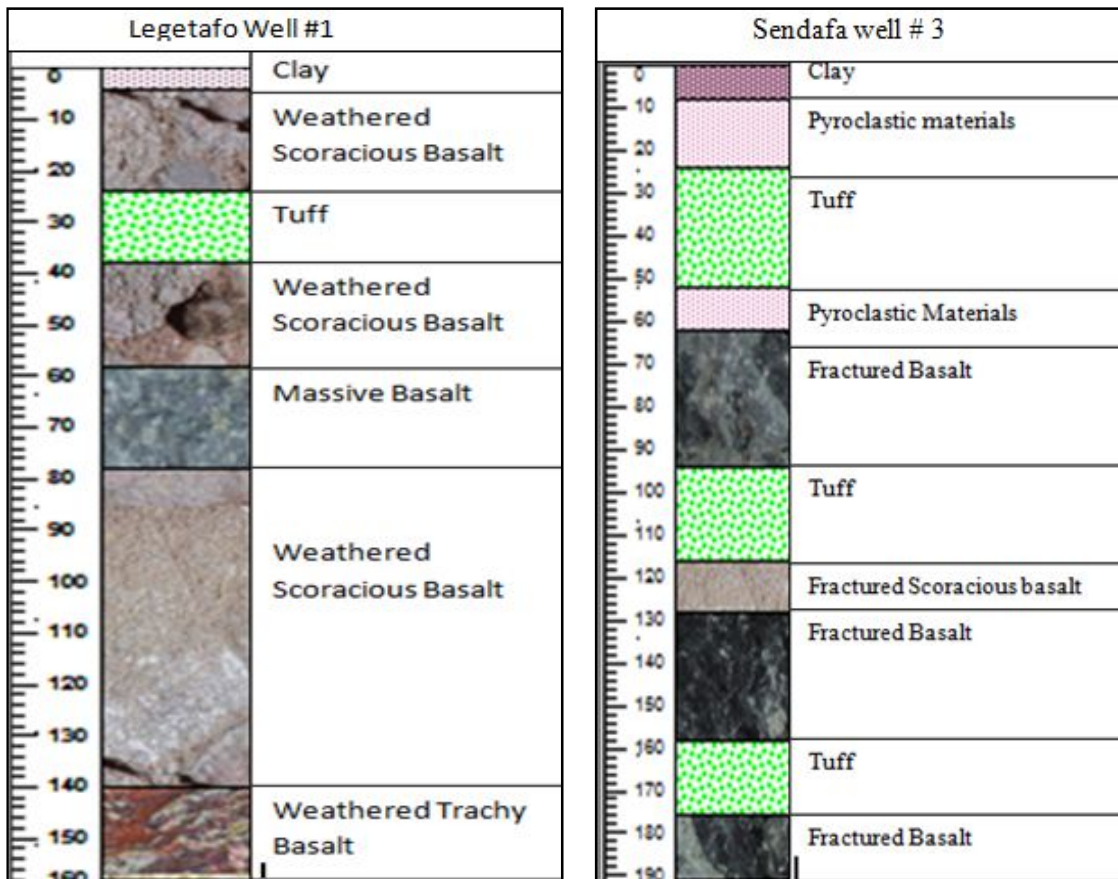 Legetafo Well #1
0
Clay
10
Weathered
Scoracious Basalt
20
30
Tuff
40
Weathered
Scoracious Basalt
50
60
Massive Basalt
70
80
90
Weathered
Scoracious Basalt
100
110
120
130
140
Weathered Trachy
Basalt
150
160
Sendafa well # 3
0
Clay
10
Pyroclastic materials
20
30
Tuff
40
50
60
Pyroclastic Materials
70
Fractured Basalt
80
90
100
Tuff
110
120
Fractured Scoracious basalt
130
Fractured Basalt
140
150
160
Tuff
170
180
Fractured Basalt
190